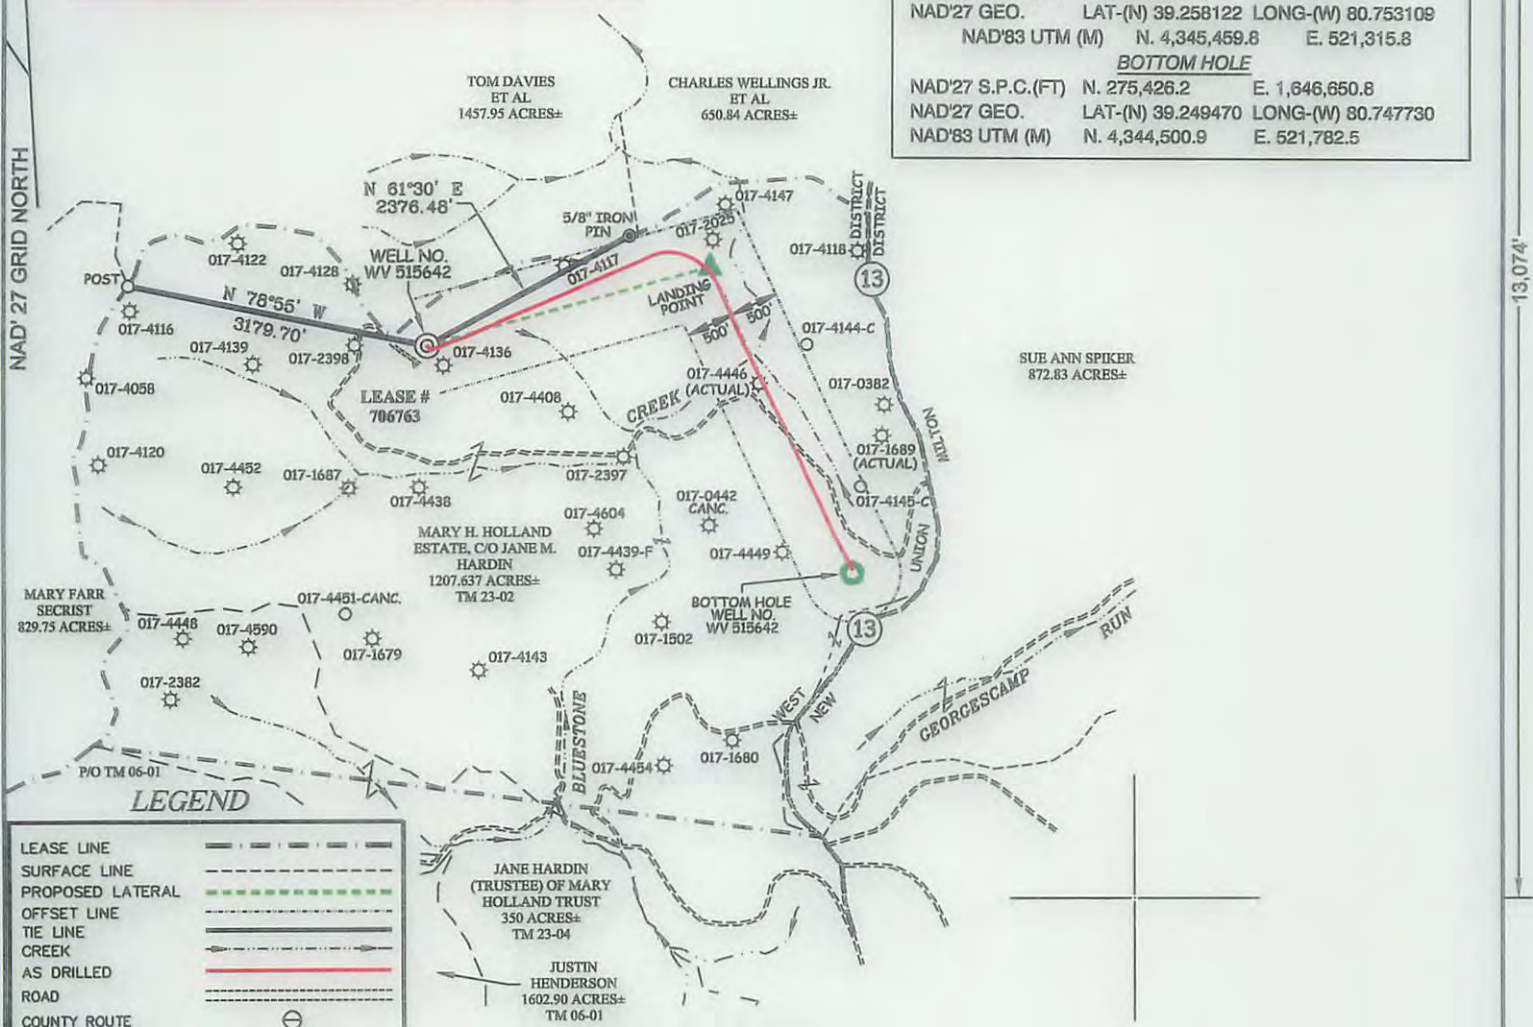 NAD'27 GEO. LAT-(N) 39.258122 LONG-(W) 80.753109
NAD'83 UTM (M) N. 4,345,459.8 E. 521,315.8
BOTTOM HOLE
NAD'27 S.P.C.(FT) N. 275,426.2 E. 1,646,650.8
NAD'27 GEO. LAT-(N) 39.249470 LONG-(W) 80.747730
NAD'83 UTM (M) N. 4,344,500.9 E. 521,782.5
NAD' 27 GRID NORTH
13,074'
TOM DAVIES
ET AL
1457.95 ACRES±
CHARLES WELLINGS JR.
ET AL
650.84 ACRES±
N 61°30' E
2376.48'
5/8" IRON
PIN
017-4147
017-2025
017-4118
DISTRICT
DISTRICT
13
017-4122
017-4128
WELL NO.
WV 515642
017-4117
POST
N 78°55' W
3179.70'
LANDING
POINT
500'
500'
017-4116
017-4139
017-2398
017-4136
017-4144-C
017-4058
LEASE #
706763
017-4408
CREEK
017-4446
(ACTUAL)
017-0382
SUE ANN SPIKER
872.83 ACRES±
017-1689
(ACTUAL)
MILTON
017-4120
017-4452
017-1687
017-4438
017-2397
017-0442
CANC.
017-4145-C
017-4604
MARY H. HOLLAND
ESTATE, C/O JANE M.
HARDIN
1207.637 ACRES±
TM 23-02
017-4439-F
017-4449
UNION
MARY FARR
SECRIST
829.75 ACRES±
017-4451-CANC.
BOTTOM HOLE
WELL NO.
WV 515642
017-4448
017-4590
017-1679
017-1502
13
017-4143
017-2382
RUN
GEORGESCAMP
WEST
NEW
BLUESTONE
017-4454
017-1680
P/O TM 06-01
LEGEND
LEASE LINE
SURFACE LINE
PROPOSED LATERAL
OFFSET LINE
TIE LINE
CREEK
AS DRILLED
ROAD
COUNTY ROUTE
JANE HARDIN
(TRUSTEE) OF MARY
HOLLAND TRUST
350 ACRES±
TM 23-04
JUSTIN
HENDERSON
1602.90 ACRES±
TM 06-01